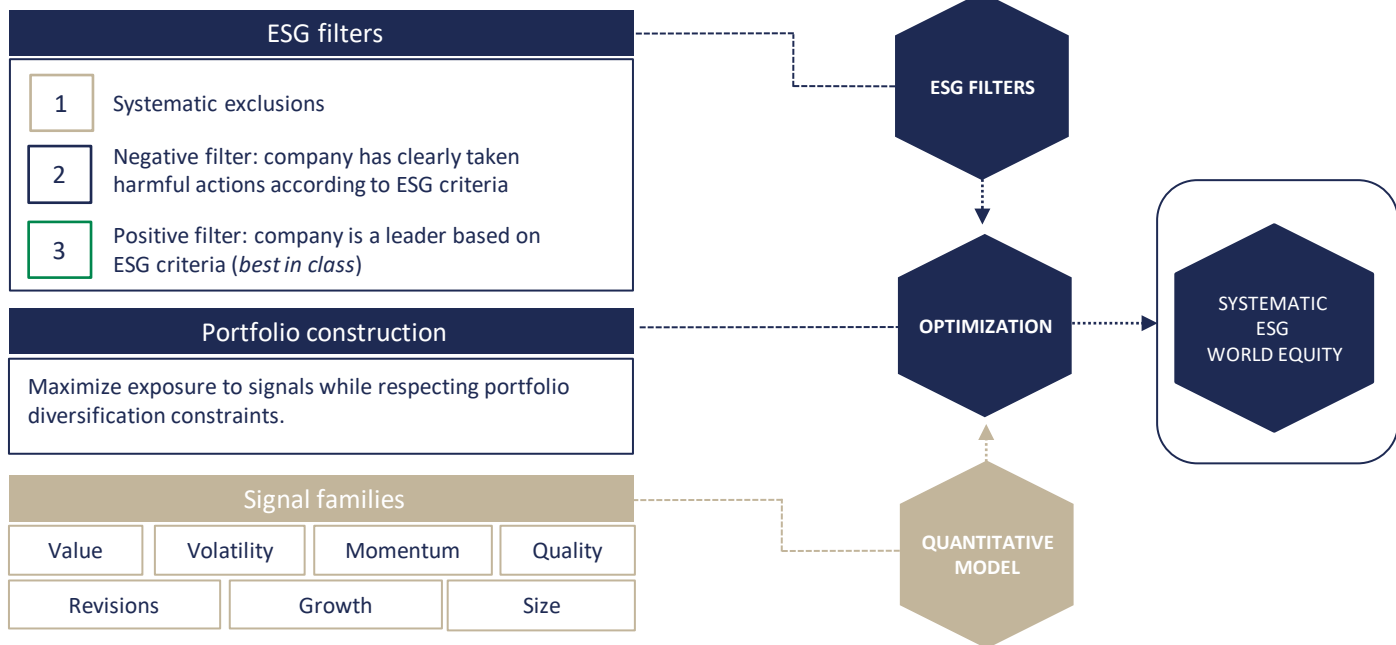 ESG filters
1
Systematic exclusions
2
Negative filter: company has clearly taken
harmful actions according to ESG criteria
3
Positive filter: company is a leader based on
ESG criteria (best in class)
Portfolio construction
Maximize exposure to signals while respecting portfolio
diversification constraints.
Signal families
Value
Volatility
Momentum
Quality
Revisions
Growth
Size
ESG FILTERS
OPTIMIZATION
QUANTITATIVE
MODEL
SYSTEMATIC
ESG
WORLD EQUITY